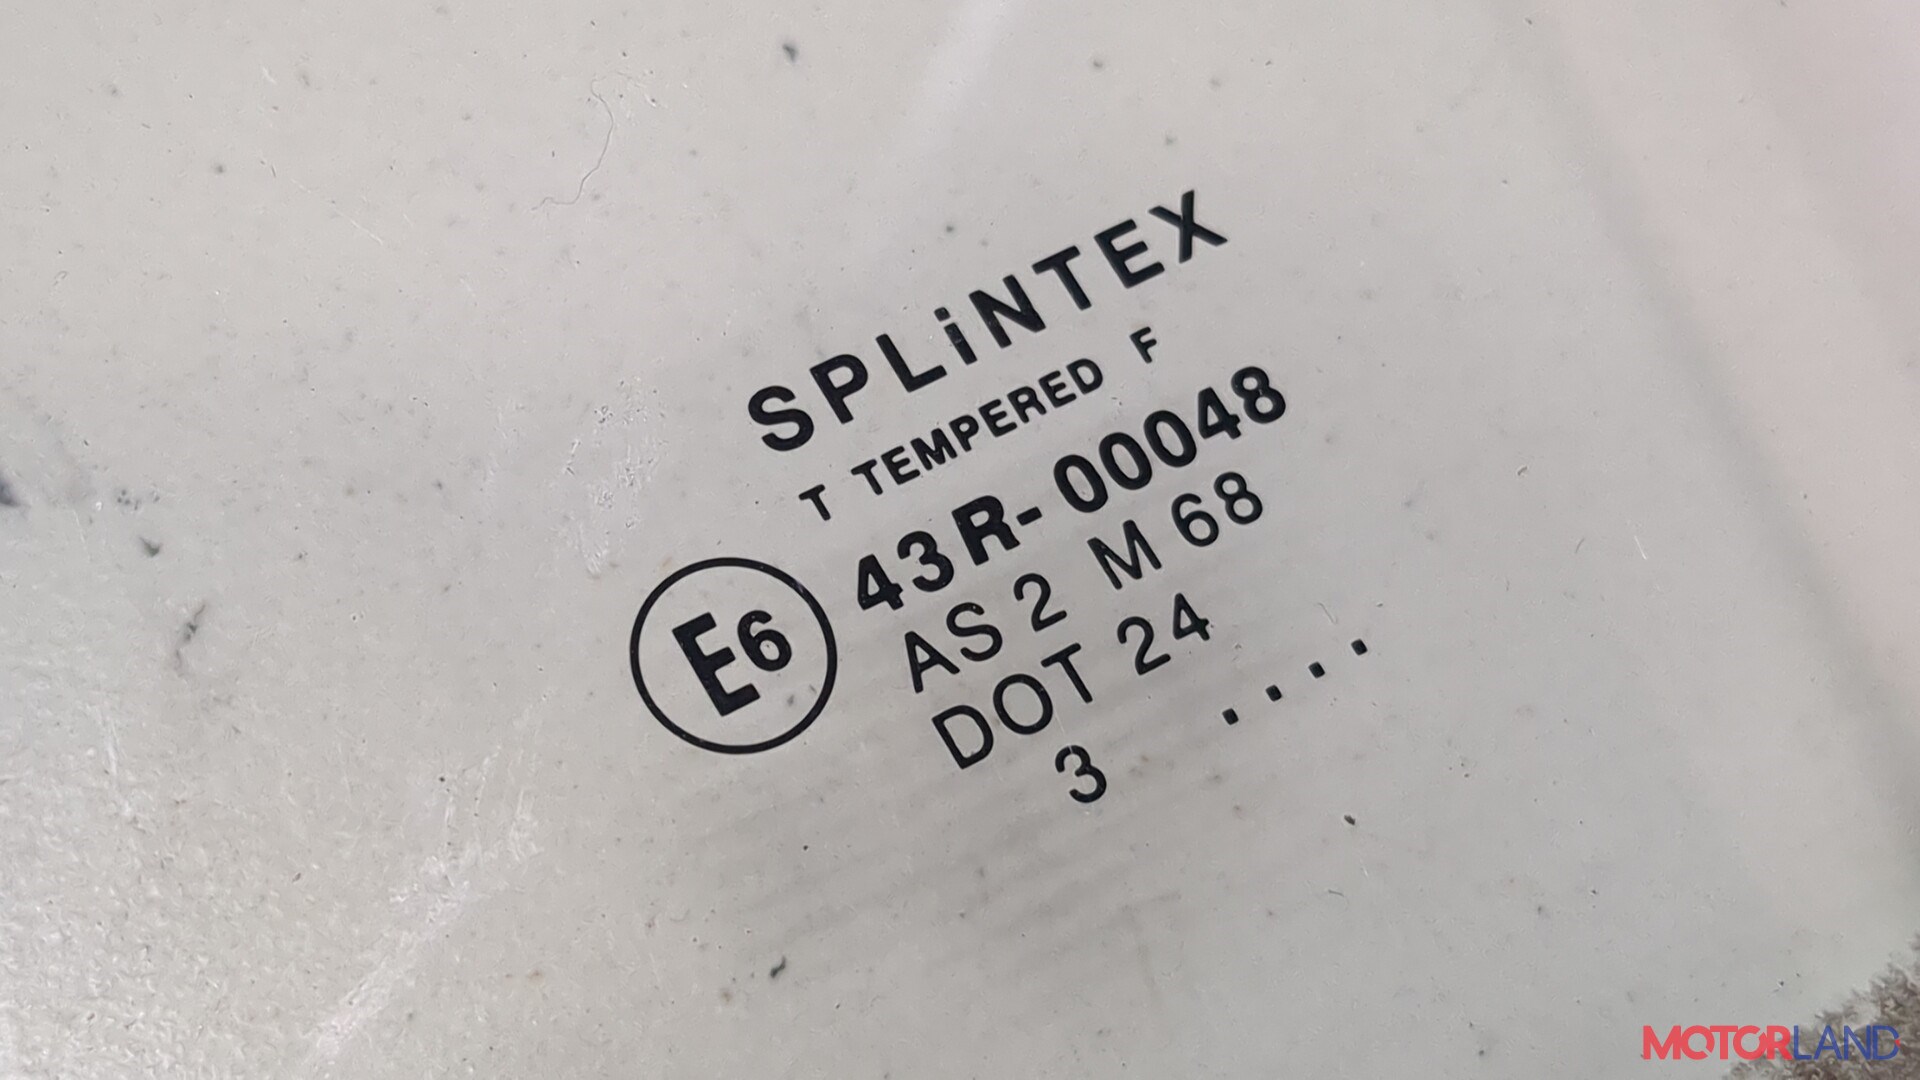 SPLiNTEX
T TEMPERED F
E6 43R-00048
AS 2 M 68
DOT 24
3 ....
MOTORLAND